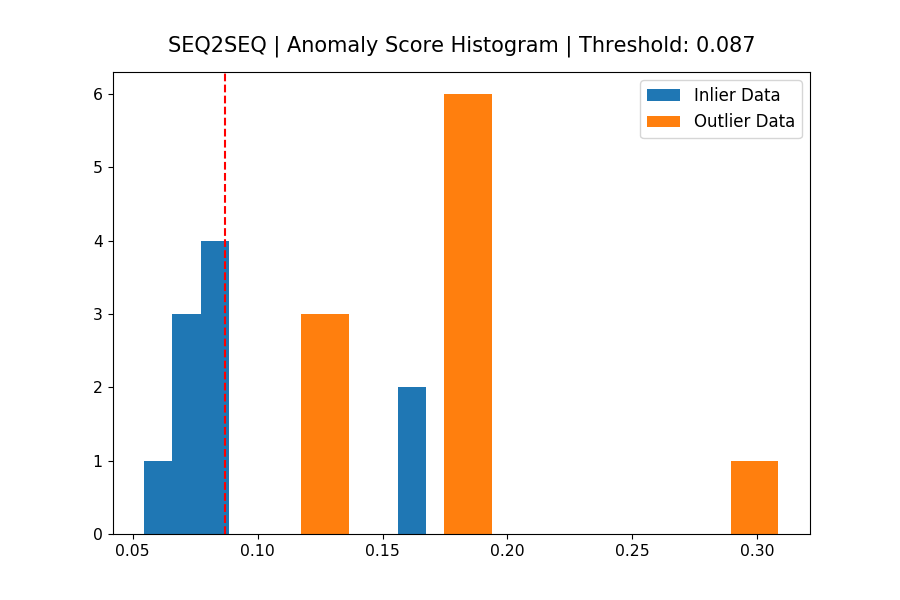 SEQ2SEQ | Anomaly Score Histogram | Threshold: 0.087
Inlier Data
Outlier Data
6
5
4
3
2
1
0
0.05 0.10 0.15 0.20 0.25 0.30